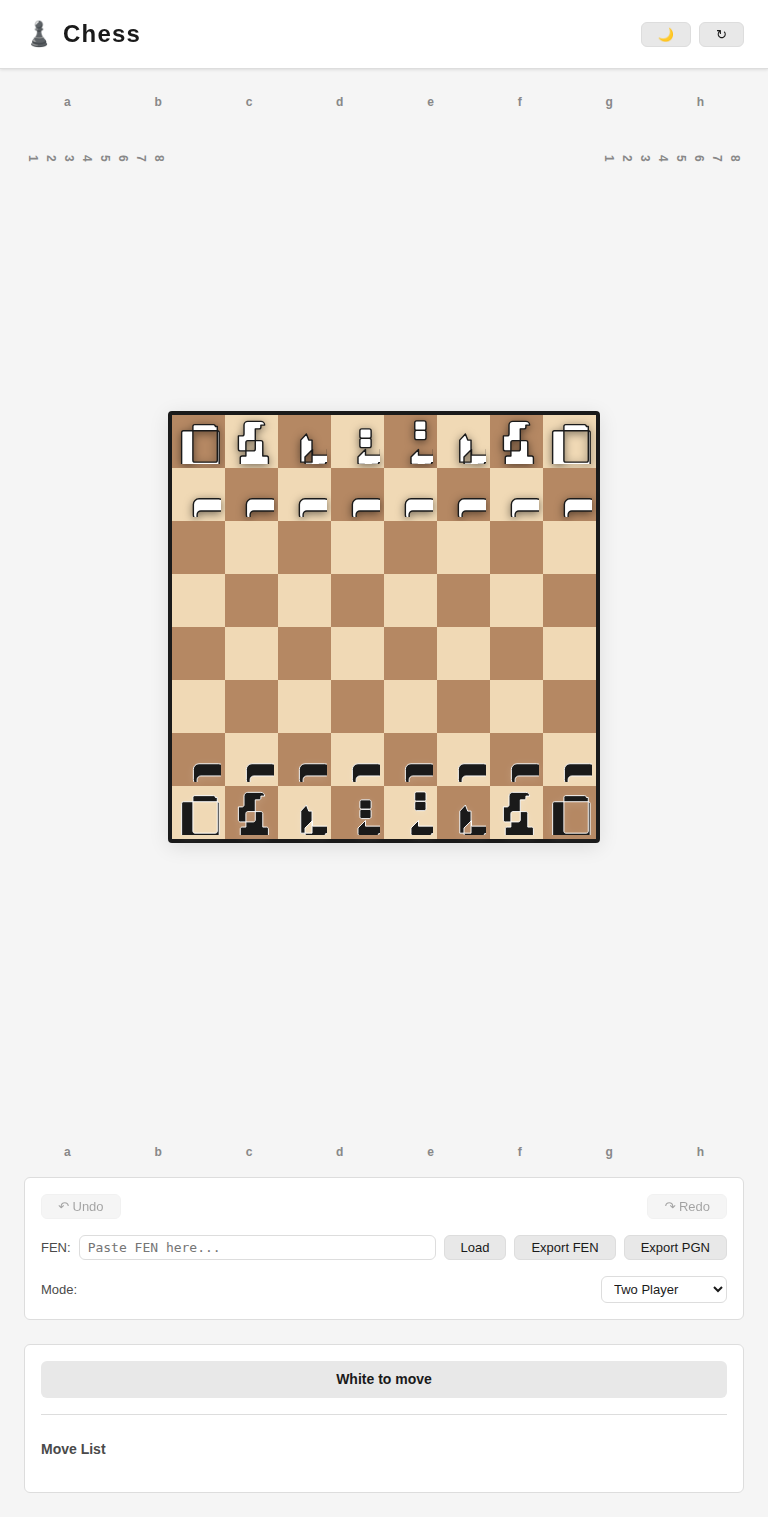 Chess
a b c d e f g h
1 2 3 4 5 6 7 8 1 2 3 4 5 6 7 8
a b c d e f g h
↶ Undo ↷ Redo
FEN: Paste FEN here... Load Export FEN Export PGN
Mode: Two Player
White to move
Move List